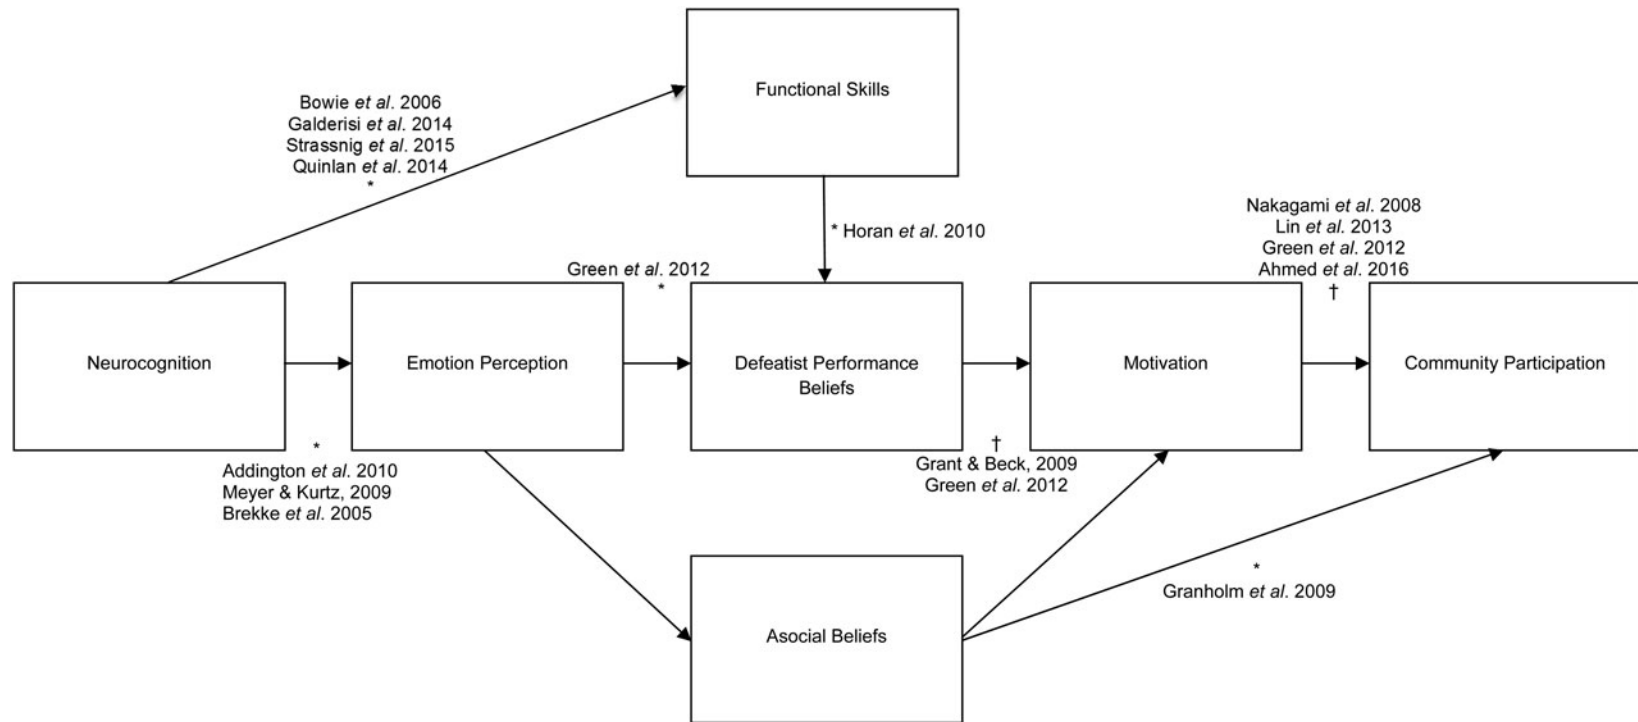 Functional Skills
Bowie et al. 2006
Galderisi et al. 2014
Strassnig et al. 2015
Quinlan et al. 2014
*
* Horan et al. 2010
Nakagami et al. 2008
Lin et al. 2013
Green et al. 2012
Ahmed et al. 2016
†
Green et al. 2012
*
Neurocognition
Emotion Perception
Defeatist Performance
Beliefs
Motivation
Community Participation
*
Addington et al. 2010
Meyer & Kurtz, 2009
Brekke et al. 2005
†
Grant & Beck, 2009
Green et al. 2012
*
Granholm et al. 2009
Asocial Beliefs